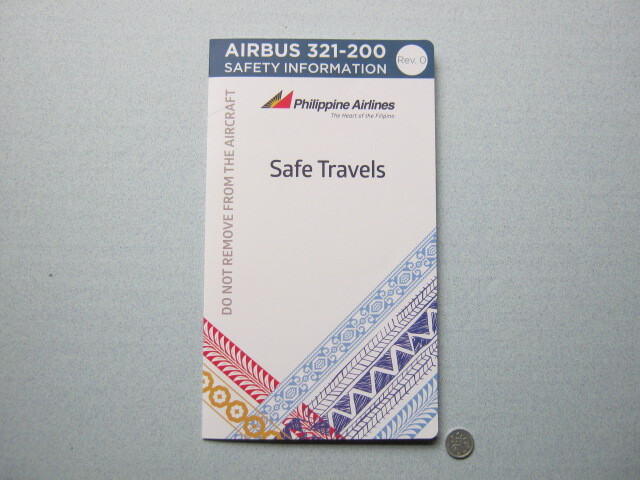 AIRBUS 321-200
SAFETY INFORMATION
Rev. 0
Philippine Airlines
The Heart of the Filipino
Safe Travels
DO NOT REMOVE FROM THE AIRCRAFT